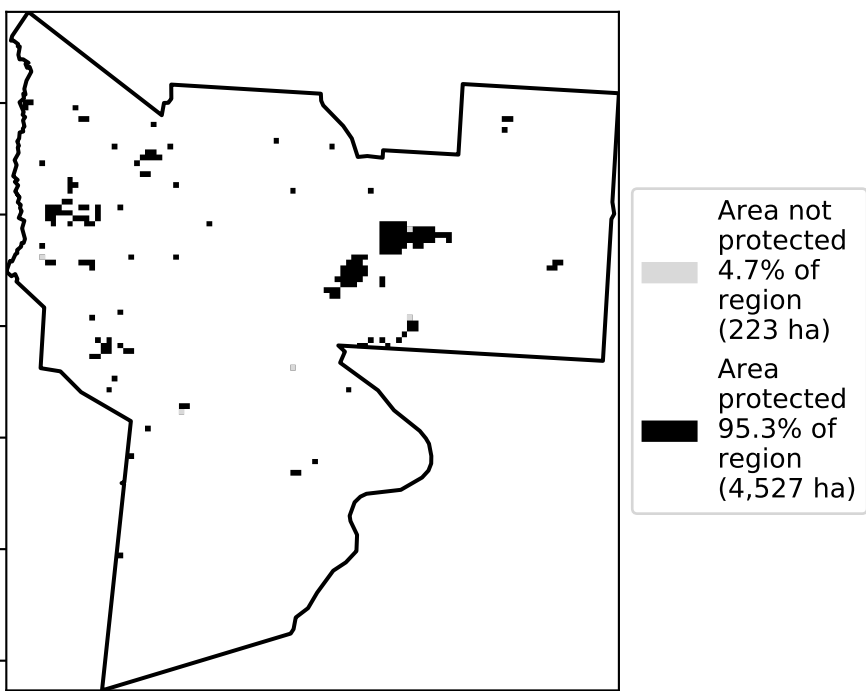 Area not
protected
4.7% of
region
(223 ha)
Area
protected
95.3% of
region
(4,527 ha)